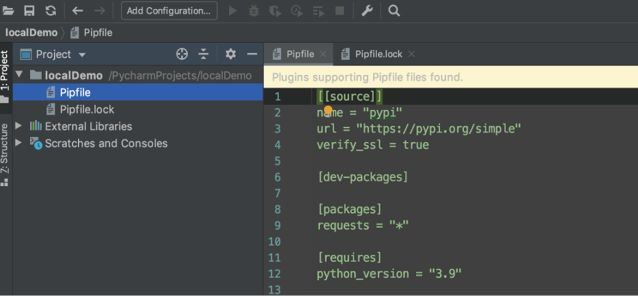 Add Configuration...
localDemo
Pipfile
1: Project
Z: Structure
Project
localDemo /PycharmProjects/localDemo
Pipfile
Pipfile.lock
External Libraries
Scratches and Consoles
Pipfile
Pipfile.lock
Plugins supporting Pipfile files found.
1 [[source]]
2 name = "pypi"
3 url = "https://pypi.org/simple"
4 verify_ssl = true
5
6 [dev-packages]
7
8 [packages]
9 requests = "*"
10
11 [requires]
12 python_version = "3.9"
13